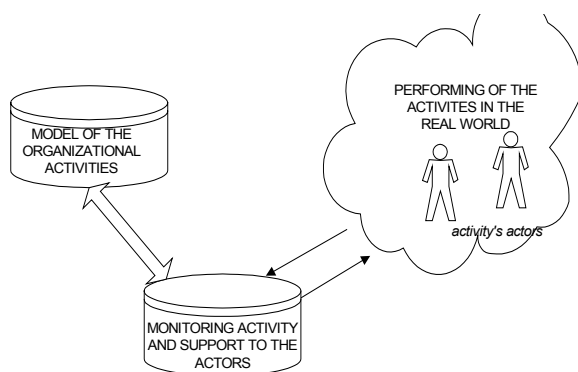 MODEL OF THE
ORGANIZATIONAL
ACTIVITIES
PERFORMING OF THE
ACTIVITES IN THE
REAL WORLD
activity's actors
MONITORING ACTIVITY
AND SUPPORT TO THE
ACTORS